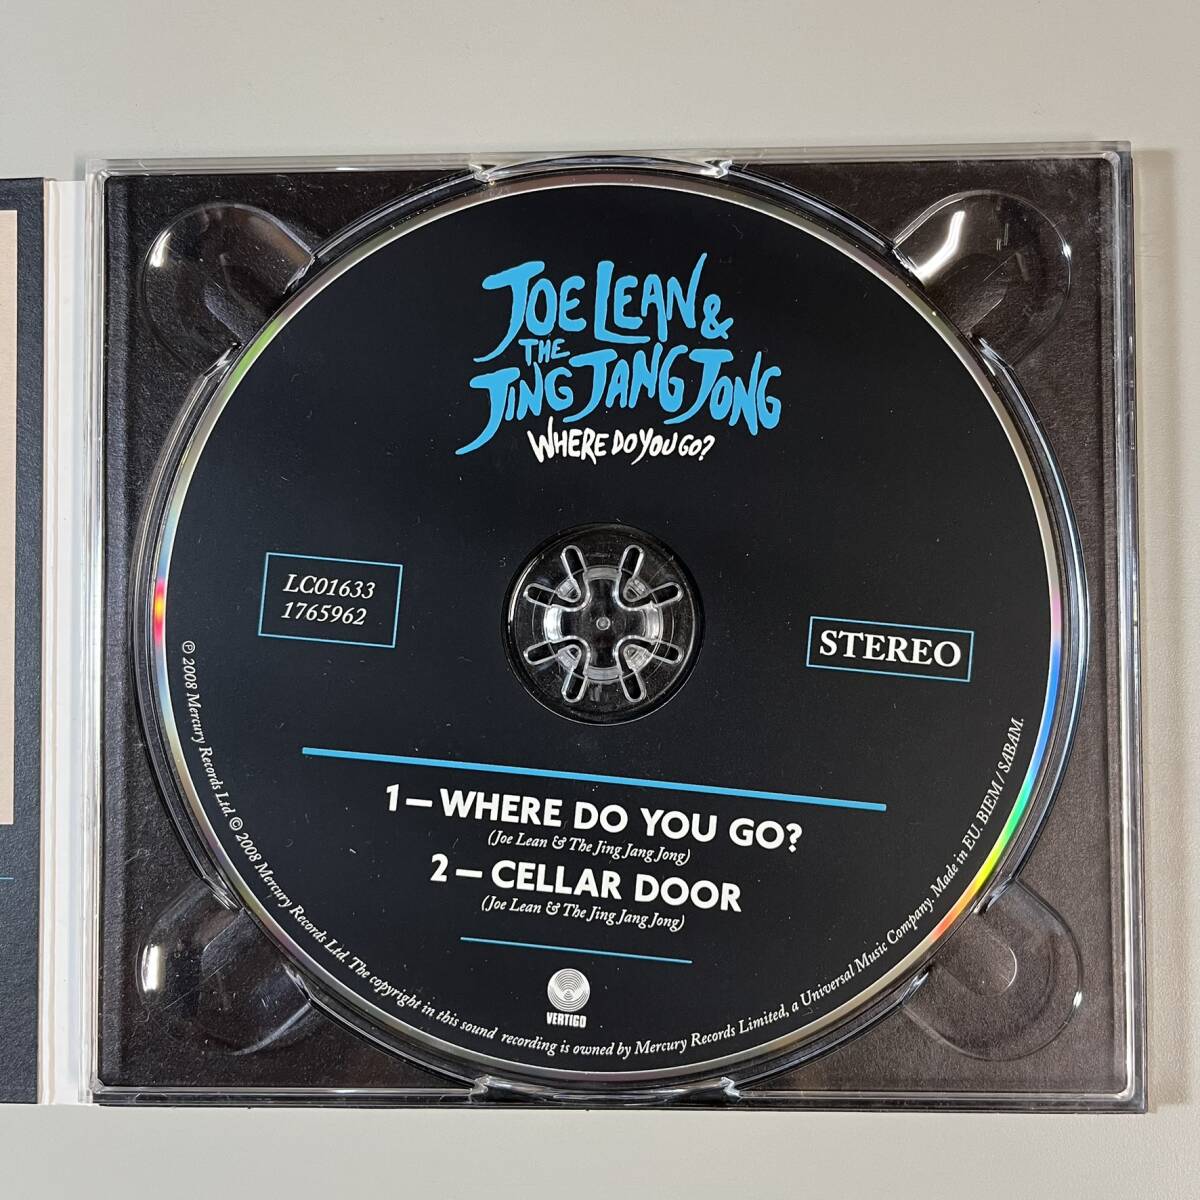 JOE LEAN &
THE
JING JANG JONG
WHERE DO YOU GO?
LC01633
1765962
STEREO
1 — WHERE DO YOU GO?
(Joe Lean & The Jing Jang Jong)
2 — CELLAR DOOR
(Joe Lean & The Jing Jang Jong)
VERTIGO
℗ 2008 Mercury Records Ltd. © 2008 Mercury Records Ltd. The copyright in this sound recording is owned by Mercury Records Limited, a Universal Music Company. Made in EU. BIEM / SABAM.